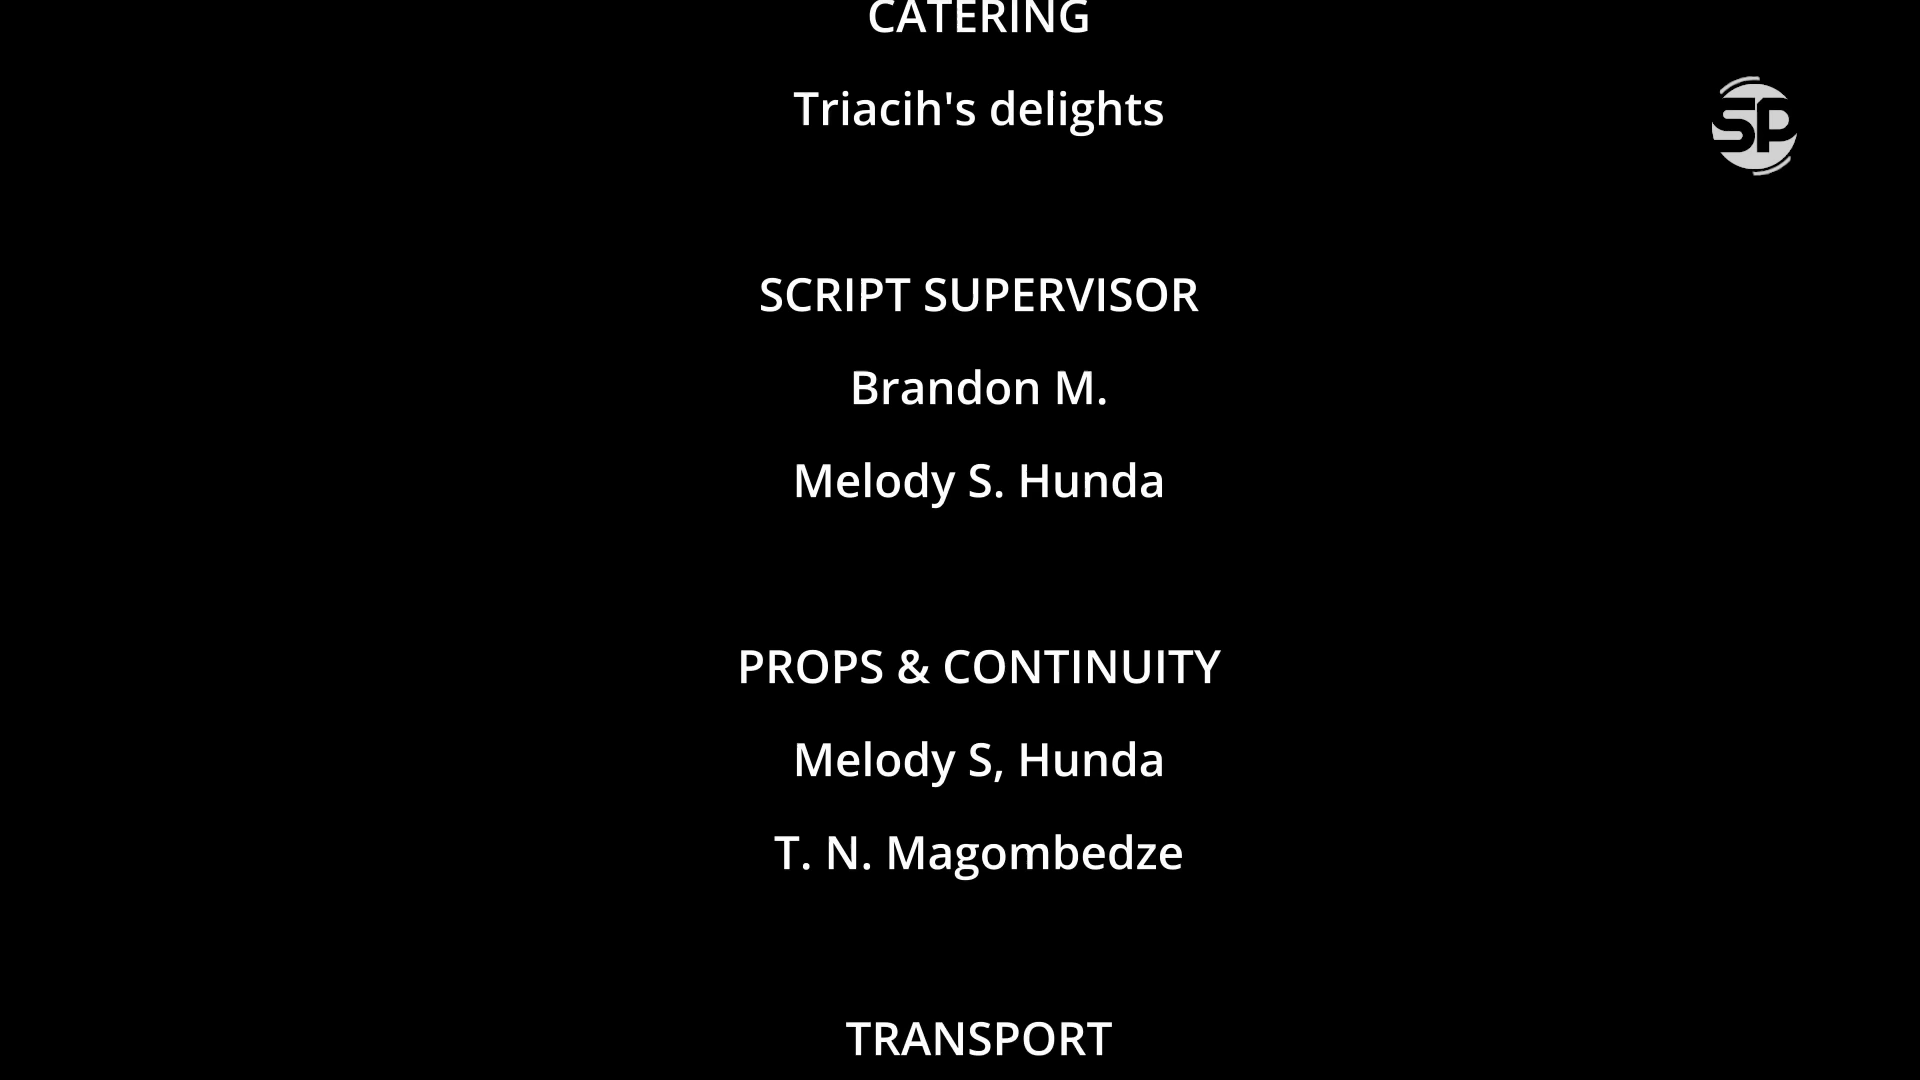 CATERING
Triacih's delights
SP
SCRIPT SUPERVISOR
Brandon M.
Melody S. Hunda
PROPS & CONTINUITY
Melody S, Hunda
T. N. Magombedze
TRANSPORT